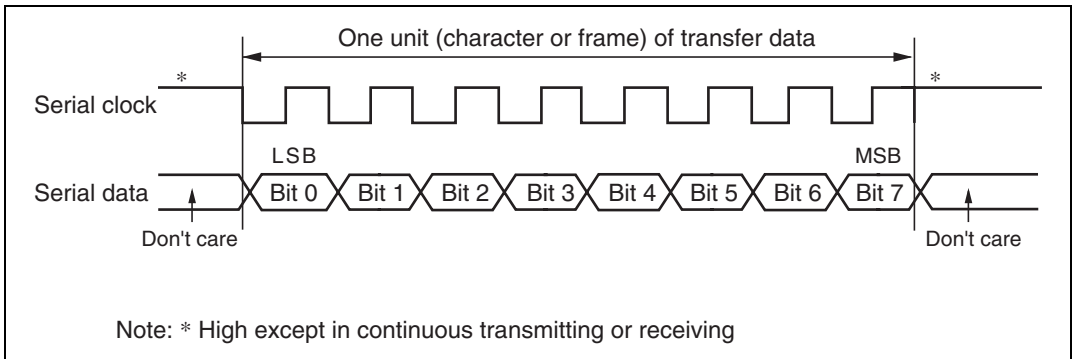 One unit (character or frame) of transfer data
* *
Serial clock
LSB MSB
Serial data Bit 0 Bit 1 Bit 2 Bit 3 Bit 4 Bit 5 Bit 6 Bit 7
Don't care Don't care
Note: * High except in continuous transmitting or receiving